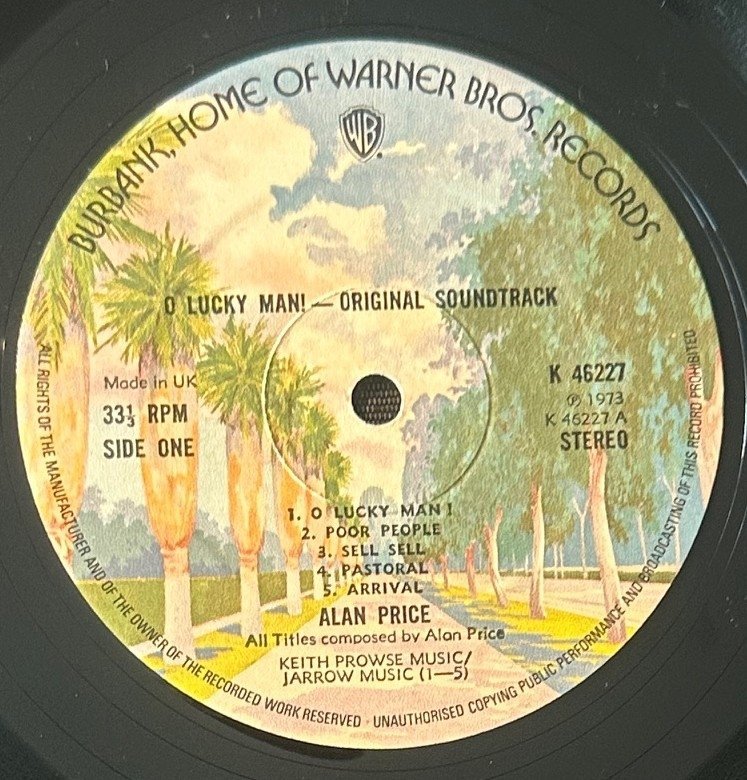 BURBANK, HOME OF WARNER BROS. RECORDS
WB
O LUCKY MAN! — ORIGINAL SOUNDTRACK
Made in UK
33⅓ RPM
SIDE ONE
K 46227
℗ 1973
K 46227 A
STEREO
1. O LUCKY MAN!
2. POOR PEOPLE
3. SELL SELL
4. PASTORAL
5. ARRIVAL
ALAN PRICE
All Titles composed by Alan Price
KEITH PROWSE MUSIC/
JARROW MUSIC (1—5)
ALL RIGHTS OF THE MANUFACTURER AND OF THE OWNER OF THE RECORDED WORK RESERVED · UNAUTHORISED COPYING PUBLIC PERFORMANCE AND BROADCASTING OF THIS RECORD PROHIBITED